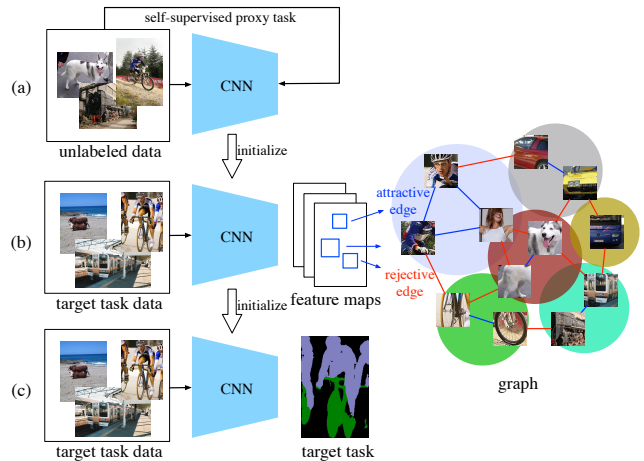 self-supervised proxy task
(a)
CNN
unlabeled data
initialize
(b)
CNN
attractive
edge
rejective
edge
target task data
feature maps
initialize
(c)
CNN
graph
target task data
target task